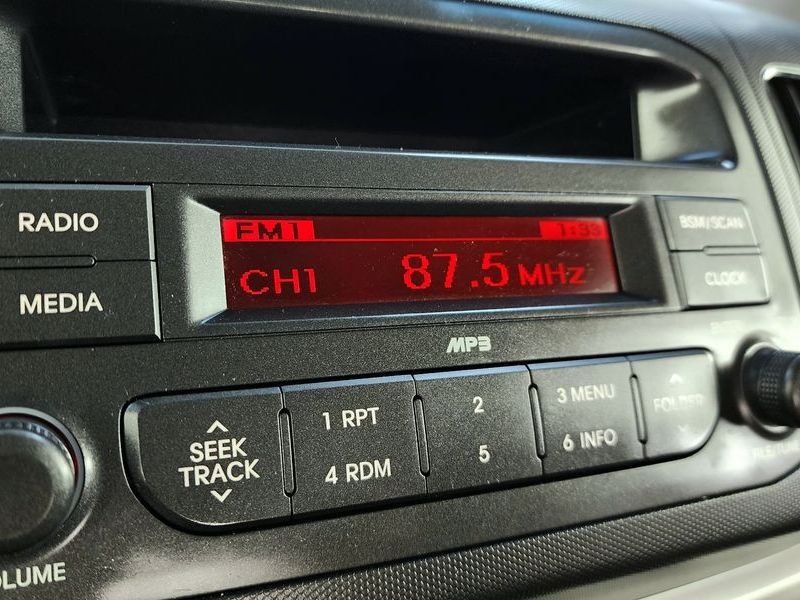 RADIO
MEDIA
FM1
CH1 87.5 MHz
BSM/SCAN
CLOCK
MP3
SEEK
TRACK
1 RPT
4 RDM
2
5
3 MENU
6 INFO
FOLDER